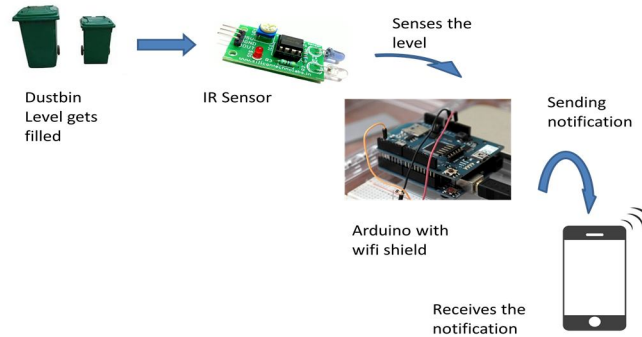 Dustbin
Level gets
filled
IR Sensor
Senses the
level
Arduino with
wifi shield
Sending
notification
Receives the
notification